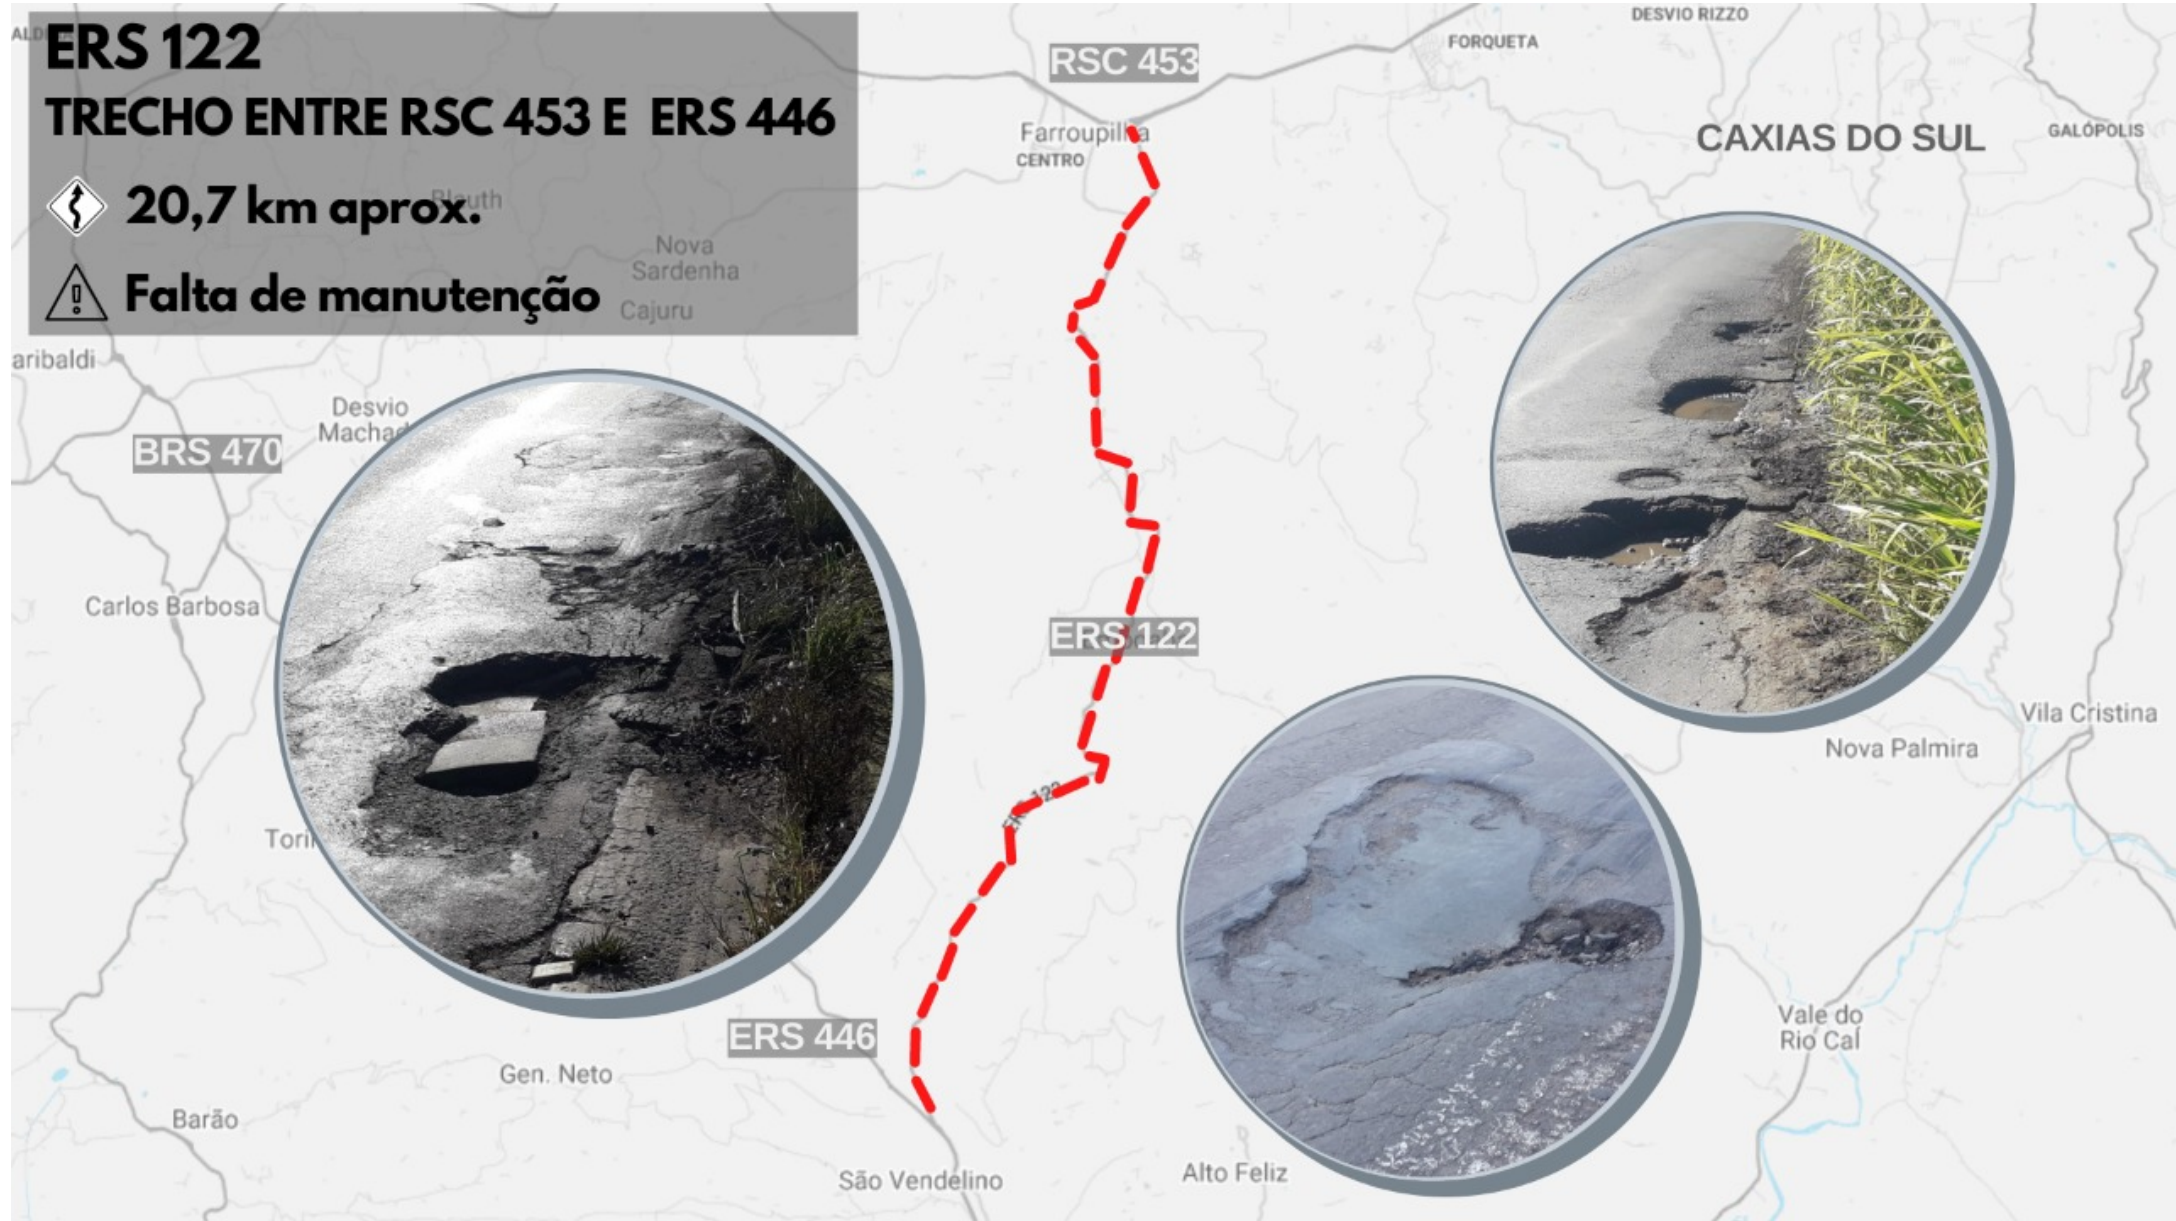 ERS 122
TRECHO ENTRE RSC 453 E ERS 446
20,7 km aprox.
Falta de manutenção
Nova
Sardenha
Cajuru
RSC 453
Farroupilha
CENTRO
FORQUETA
DESVIO RIZZO
CAXIAS DO SUL
GALÓPOLIS
aribaldi
Desvio
Machad
BRS 470
Carlos Barbosa
ERS 122
Vila Cristina
Nova Palmira
Torin
ERS 446
Vale do
Rio Caí
Gen. Neto
Barão
São Vendelino
Alto Feliz